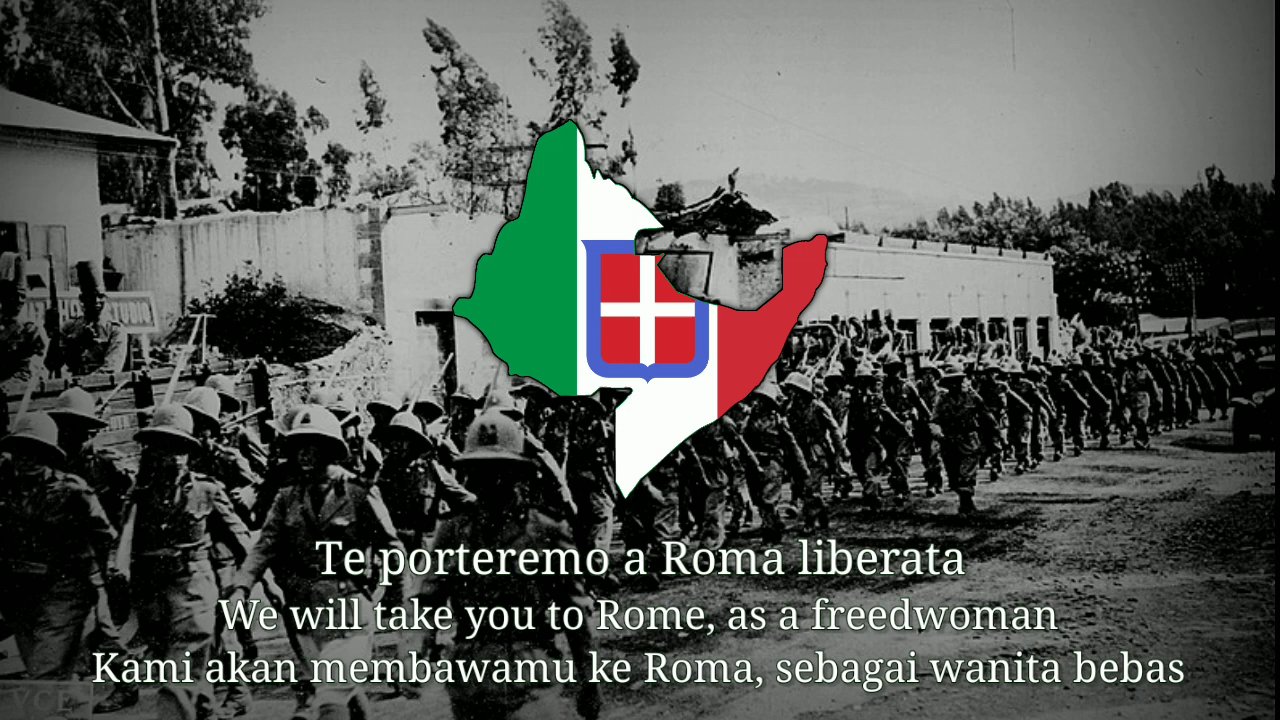 Te porteremo a Roma liberata
We will take you to Rome, as a freedwoman
Kami akan membawamu ke Roma, sebagai wanita bebas